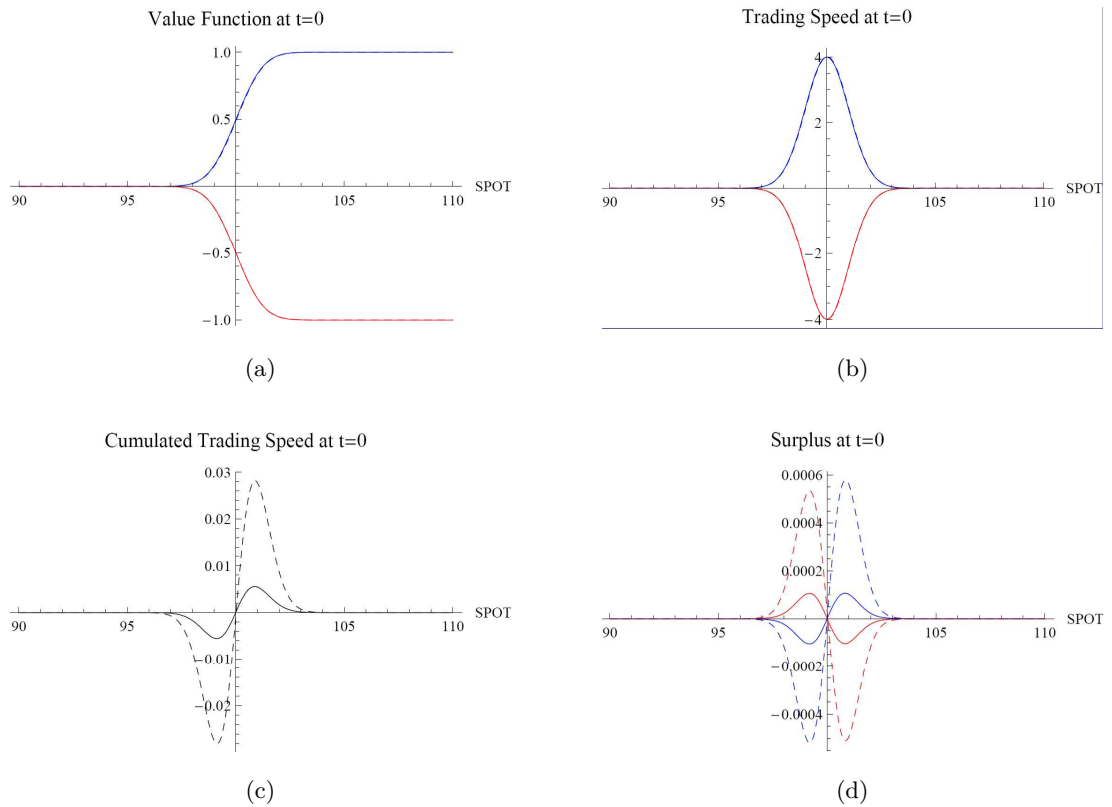 Value Function at t=0
1.0
0.5
SPOT
90
95
105
110
−0.5
−1.0
(a)
Trading Speed at t=0
4
2
SPOT
90
95
105
110
−2
−4
(b)
Cumulated Trading Speed at t=0
0.03
0.02
0.01
SPOT
90
95
105
110
−0.01
−0.02
(c)
Surplus at t=0
0.0006
0.0004
0.0002
SPOT
90
95
105
110
−0.0002
−0.0004
(d)